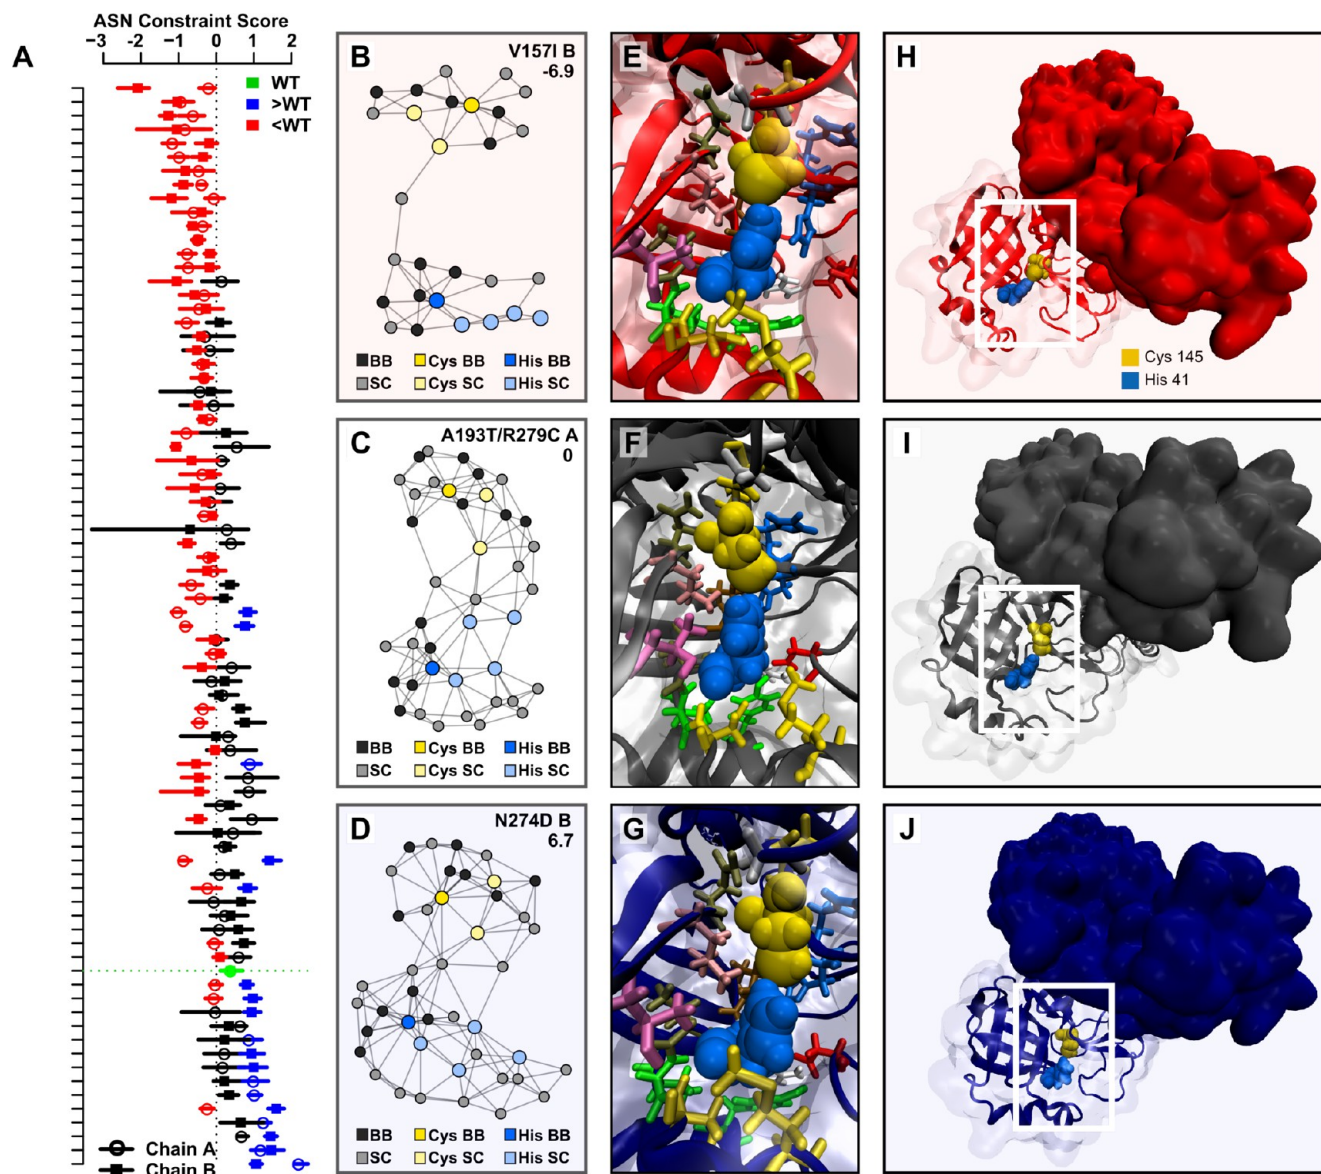 ASN Constraint Score
A
−3 -2 −1 0 1 2
WT
>WT
<WT
Chain A
Chain B
B
V157I B
-6.9
BB Cys BB His BB
SC Cys SC His SC
C
A193T/R279C A
0
BB Cys BB His BB
SC Cys SC His SC
D
N274D B
6.7
BB Cys BB His BB
SC Cys SC His SC
E
F
G
H
Cys 145
His 41
I
J